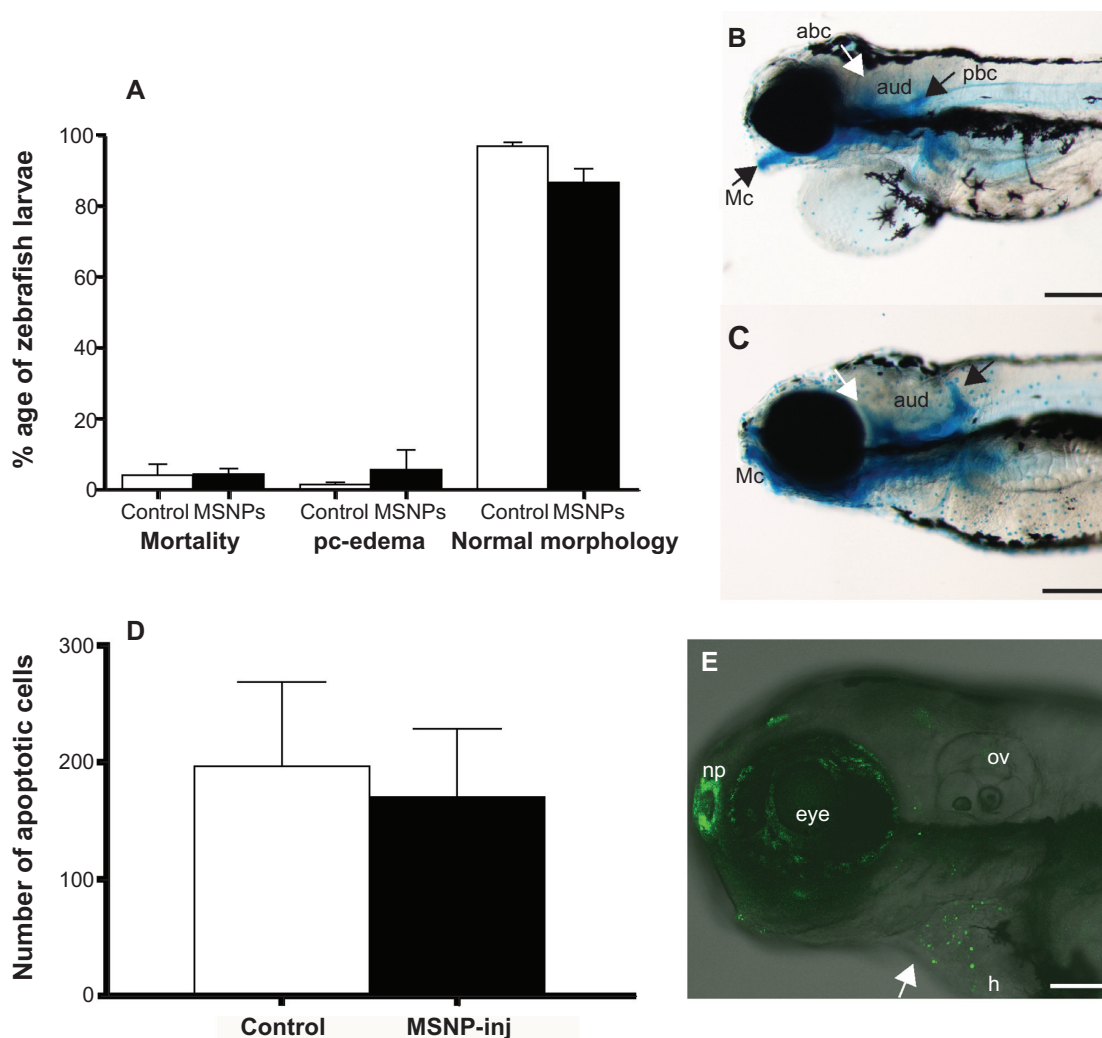 A
% age of zebrafish larvae
100
80
60
40
20
0
Control MSNPs Control MSNPs Control MSNPs
Mortality pc-edema Normal morphology
B
abc
aud
pbc
Mc
C
aud
Mc
D
Number of apoptotic cells
300
200
100
0
Control MSNP-inj
E
np
eye
ov
h